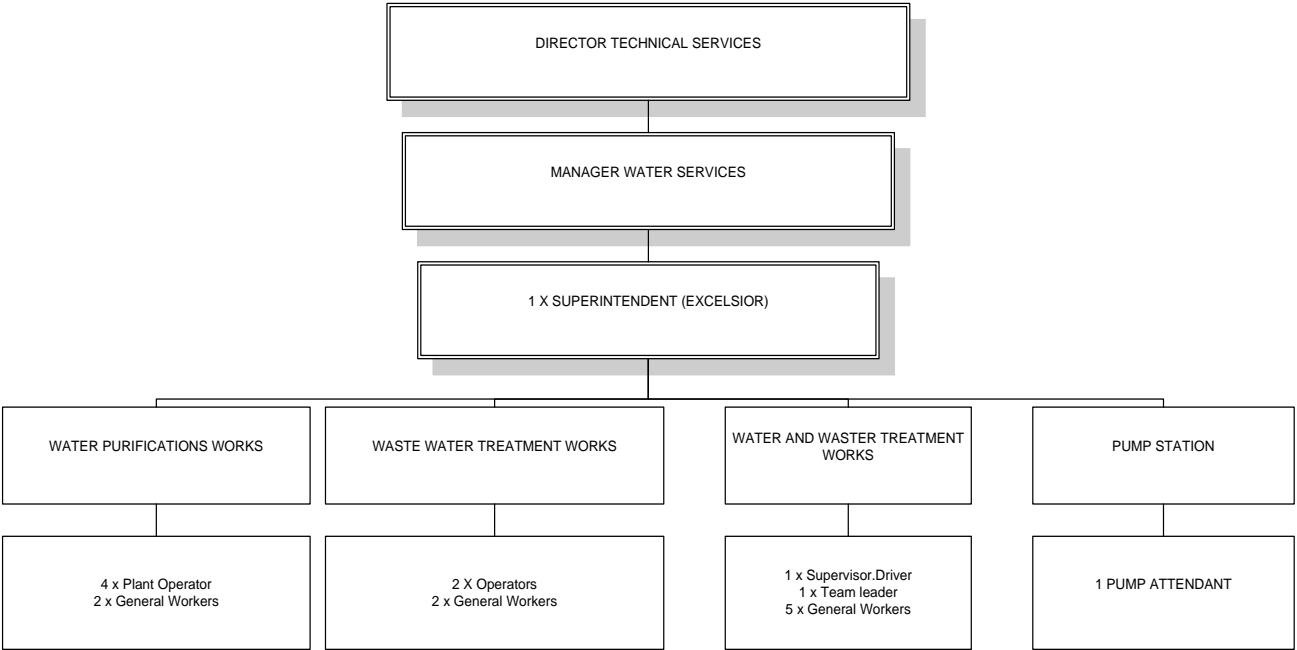 DIRECTOR TECHNICAL SERVICES
MANAGER WATER SERVICES
1 X SUPERINTENDENT (EXCELSIOR)
WATER PURIFICATIONS WORKS
WASTE WATER TREATMENT WORKS
WATER AND WASTER TREATMENT
WORKS
PUMP STATION
4 x Plant Operator
2 x General Workers
2 X Operators
2 x General Workers
1 x Supervisor.Driver
1 x Team leader
5 x General Workers
1 PUMP ATTENDANT